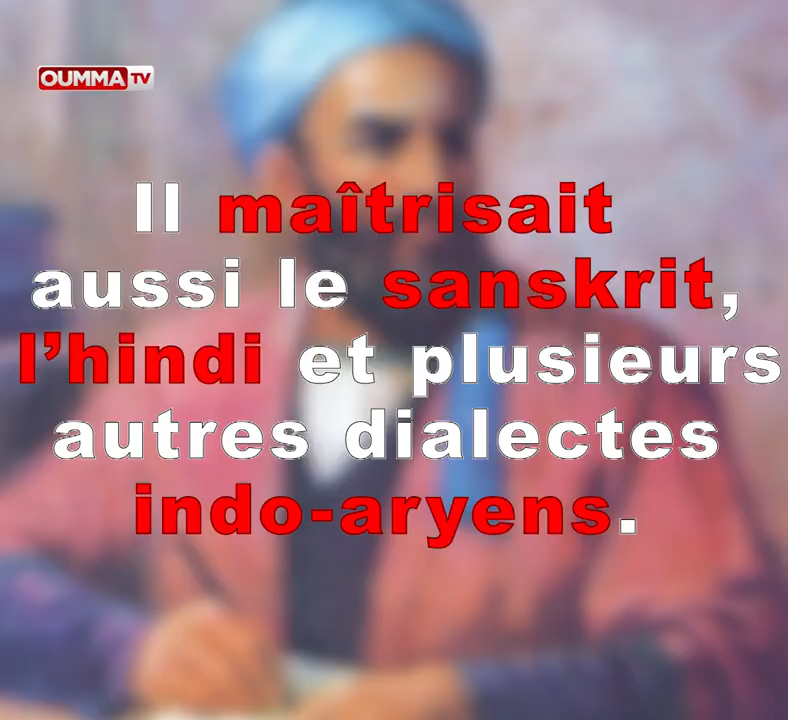 OUMMA TV
Il maîtrisait
aussi le sanskrit,
l’hindi et plusieurs
autres dialectes
indo-aryens.